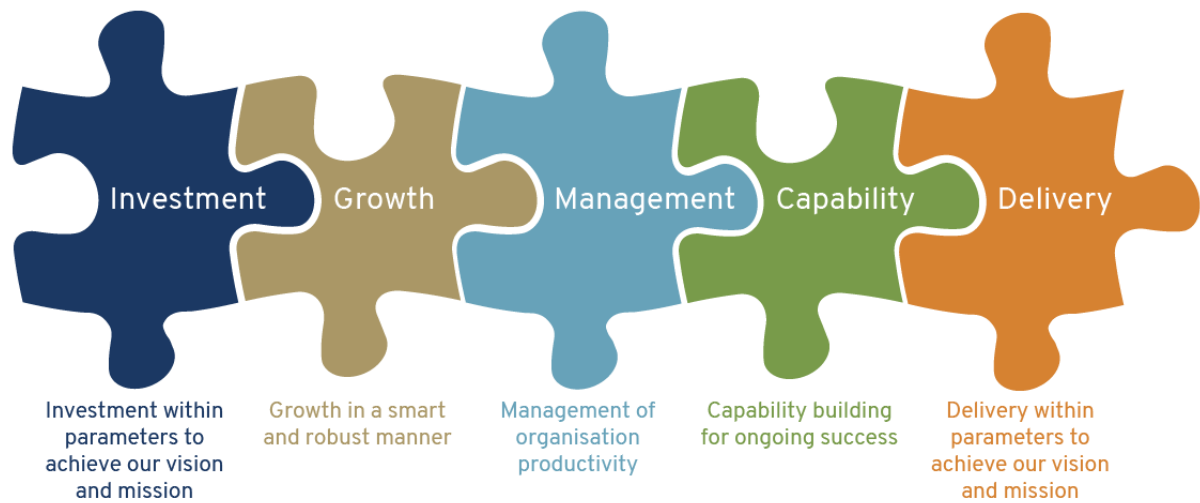 Investment
Growth
Management
Capability
Delivery
Investment within
parameters to
achieve our vision
and mission
Growth in a smart
and robust manner
Management of
organisation
productivity
Capability building
for ongoing success
Delivery within
parameters to
achieve our vision
and mission